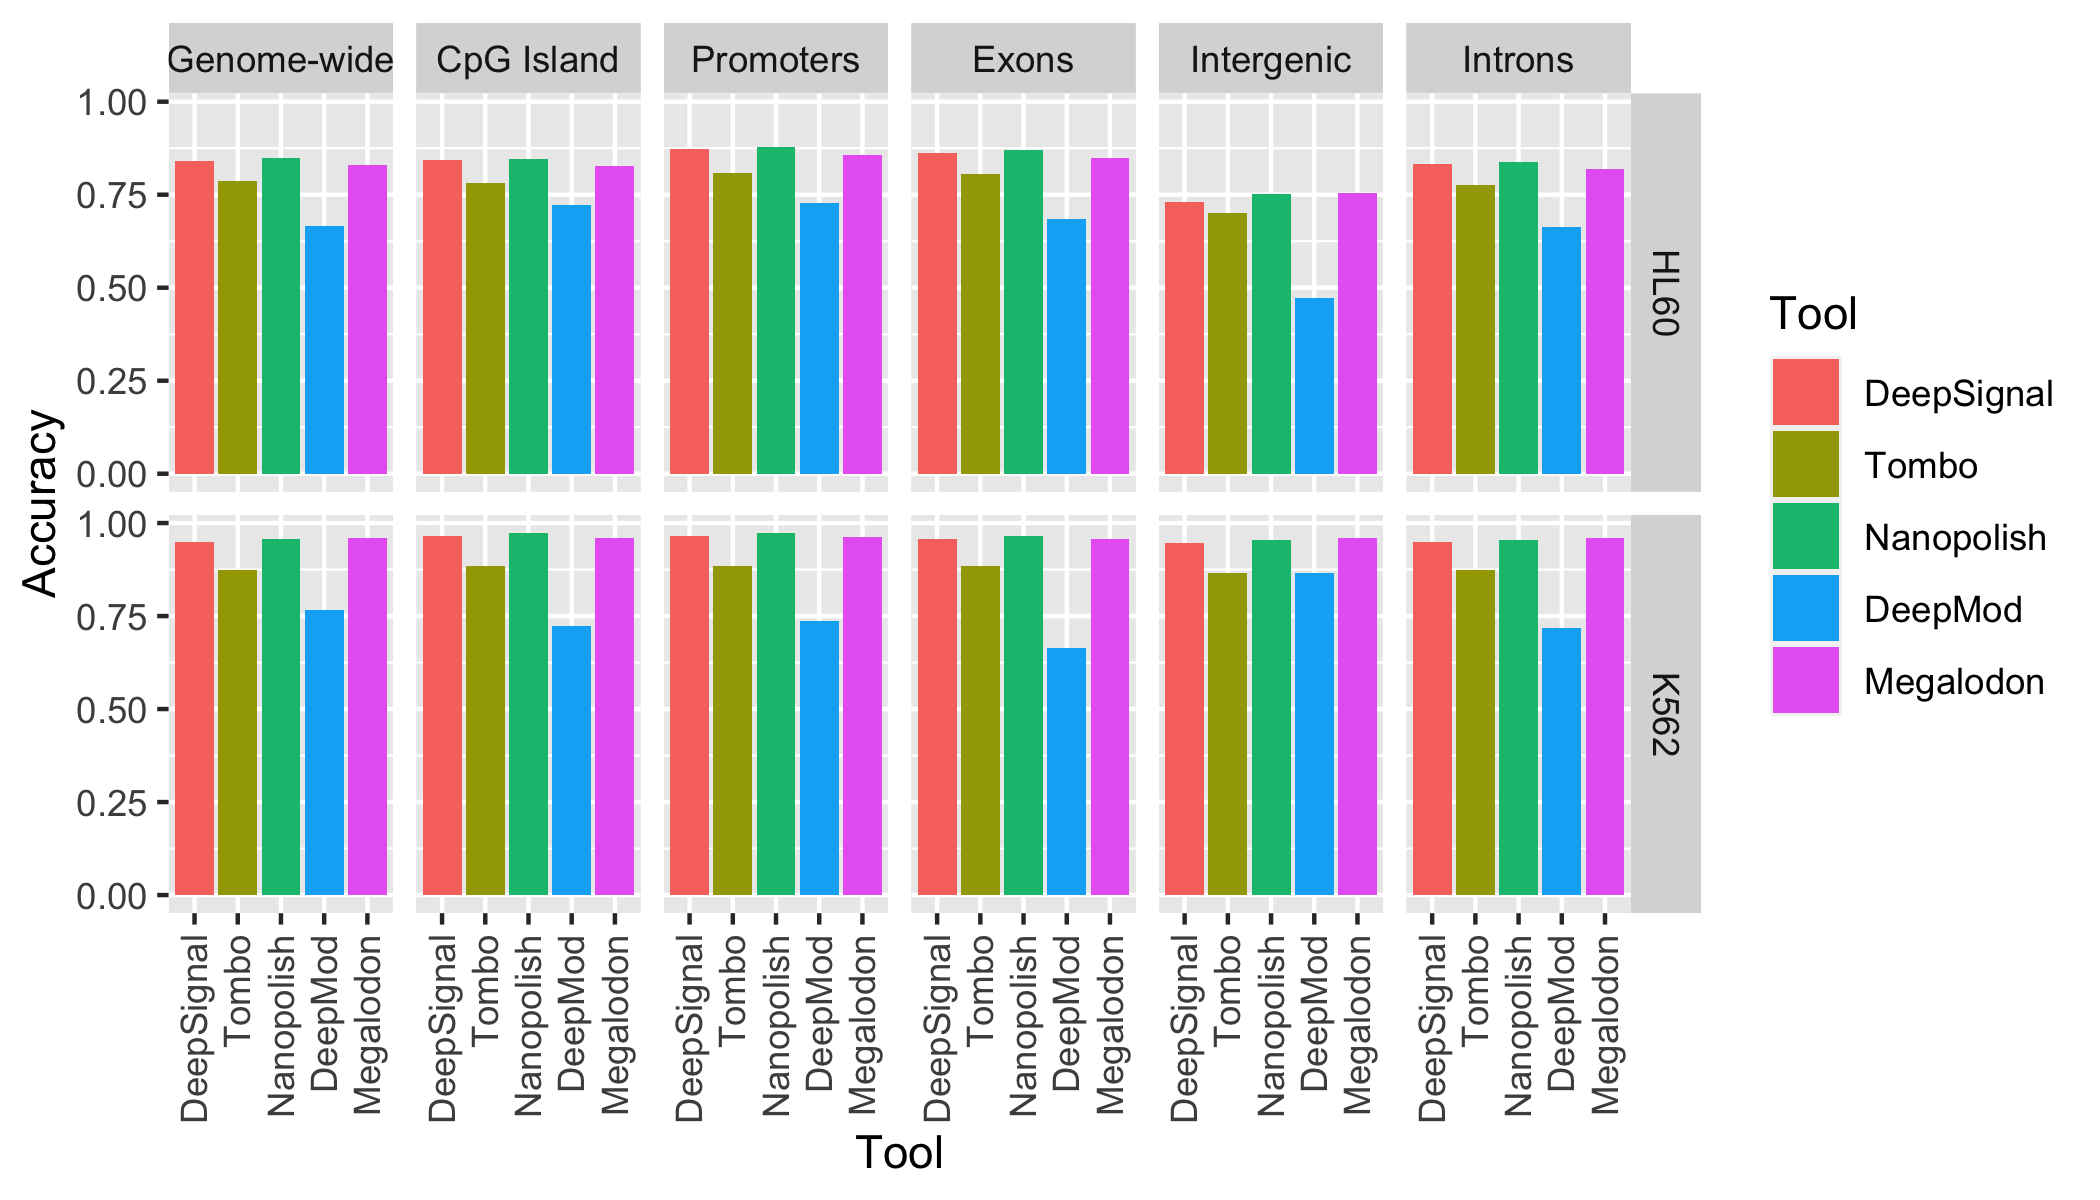 Genome-wide CpG Island Promoters Exons Intergenic Introns
1.00
0.75
0.50
0.25
0.00
HL60
1.00
0.75
0.50
0.25
0.00
K562
Accuracy
DeepSignal Tombo Nanopolish DeepMod Megalodon DeepSignal Tombo Nanopolish DeepMod Megalodon DeepSignal Tombo Nanopolish DeepMod Megalodon DeepSignal Tombo Nanopolish DeepMod Megalodon DeepSignal Tombo Nanopolish DeepMod Megalodon DeepSignal Tombo Nanopolish DeepMod Megalodon
Tool
Tool
DeepSignal
Tombo
Nanopolish
DeepMod
Megalodon